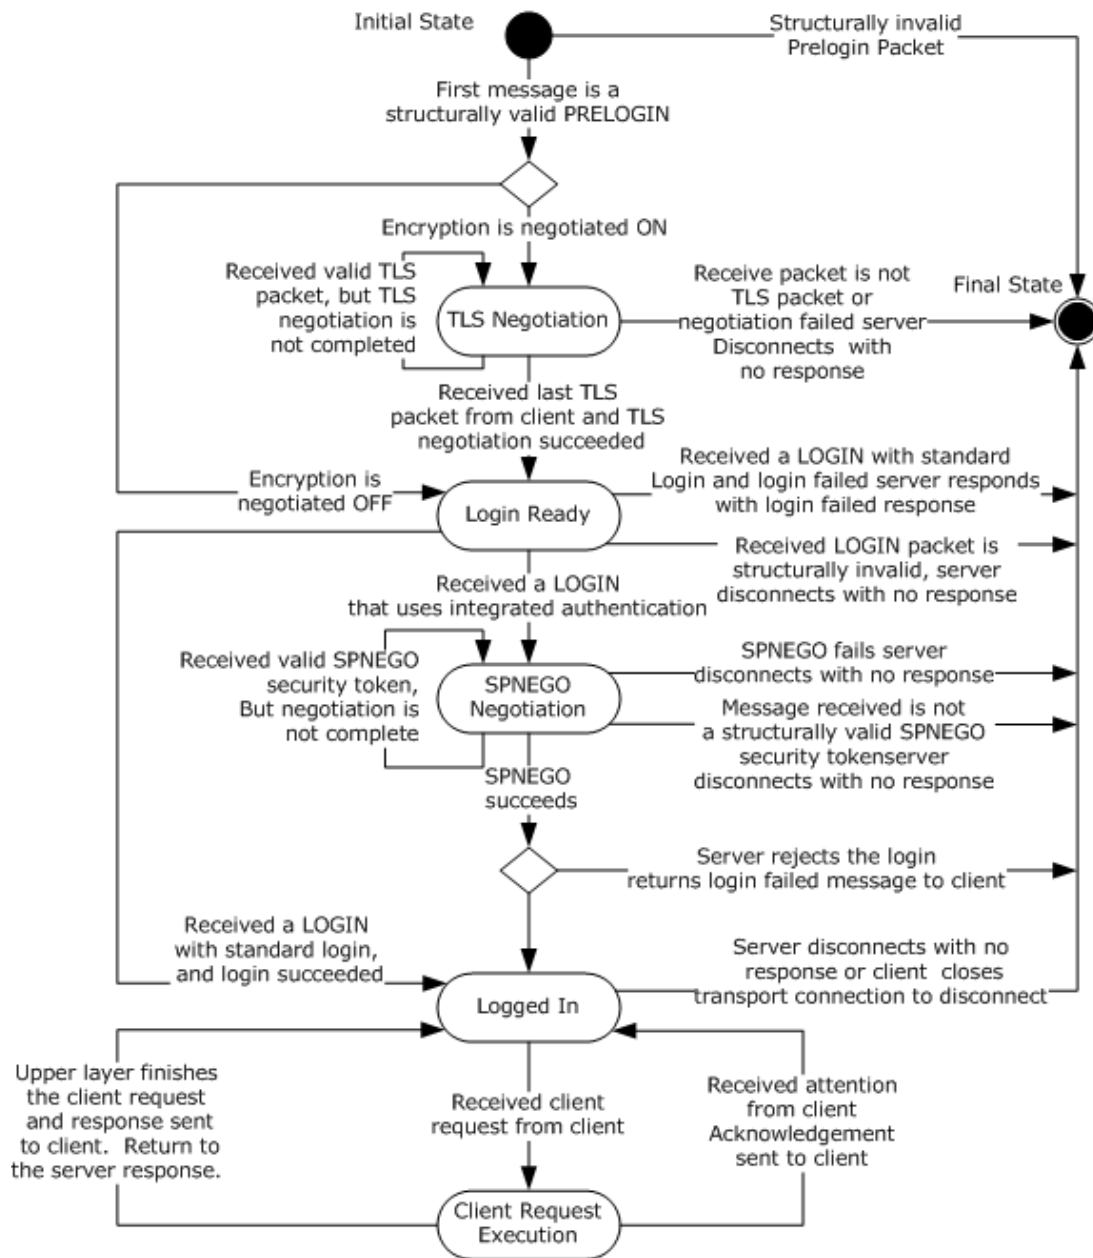 Initial State
Structurally invalid
Prelogin Packet
First message is a
structurally valid PRELOGIN
Encryption is negotiated ON
Received valid TLS
packet, but TLS
negotiation is
not completed
TLS Negotiation
Receive packet is not
TLS packet or
negotiation failed server
Disconnects with
no response
Final State
Received last TLS
packet from client and TLS
negotiation succeeded
Encryption is
negotiated OFF
Login Ready
Received a LOGIN with standard
Login and login failed server responds
with login failed response
Received LOGIN packet is
structurally invalid, server
disconnects with no response
Received a LOGIN
that uses integrated authentication
Received valid SPNEGO
security token,
But negotiation is
not complete
SPNEGO
Negotiation
SPNEGO fails server
disconnects with no response
Message received is not
a structurally valid SPNEGO
security tokenserver
disconnects with no response
SPNEGO
succeeds
Server rejects the login
returns login failed message to client
Received a LOGIN
with standard login,
and login succeeded
Logged In
Server disconnects with no
response or client closes
transport connection to disconnect
Upper layer finishes
the client request
and response sent
to client. Return to
the server response.
Received client
request from client
Received attention
from client
Acknowledgement
sent to client
Client Request
Execution